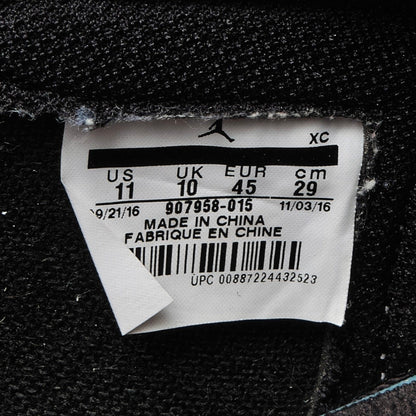 XC
US UK EUR cm
11 10 45 29
09/21/16 907958-015 11/03/16
MADE IN CHINA
FABRIQUE EN CHINE
UPC 00887224432523